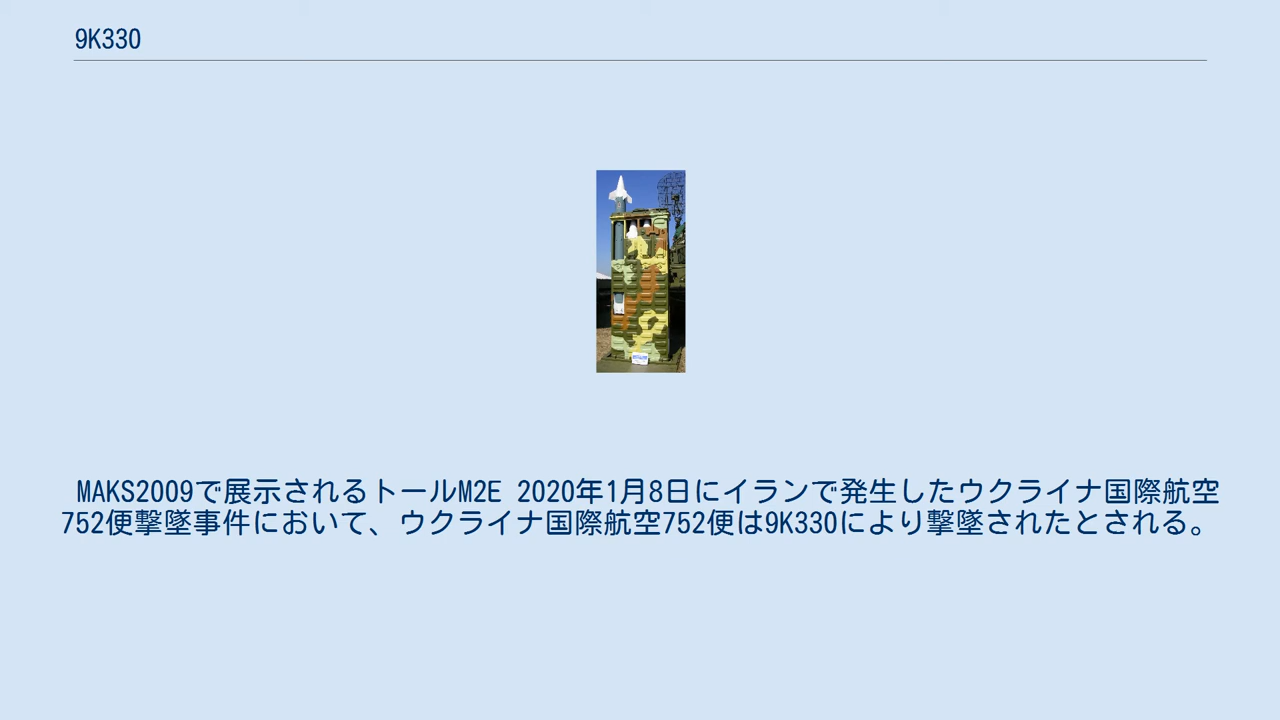 9K330
MAKS2009で展示されるトールM2E 2020年1月8日にイランで発生したウクライナ国際航空
752便撃墜事件において、ウクライナ国際航空752便は9K330により撃墜されたとされる。